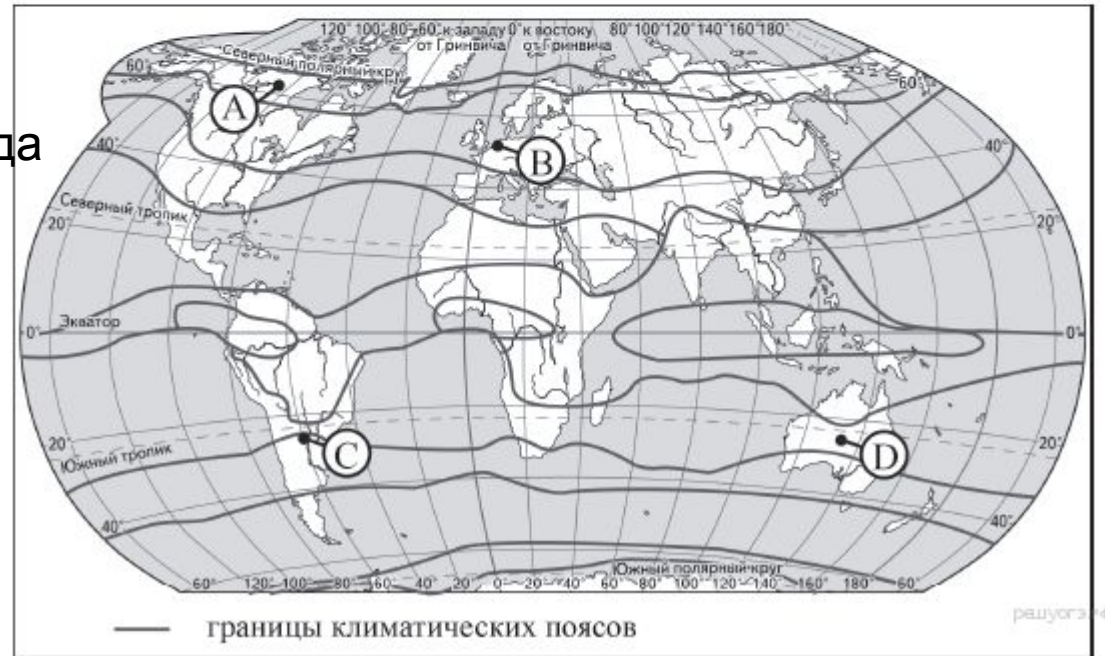 120° 100° 80° 60° к западу 0° к востоку 80° 100° 120° 140° 160° 180°
от Гринвича от Гринвича
Северный полярный круг
60° 60°
A
да
B
40° 40°
Северный тропик
20° 20°
Экватор
0° 0°
C
D
20° 20°
Южный тропик
40° 40°
Южный полярный круг
60° 120° 100° 80° 60° 40° 20° 0° 20° 40° 60° 80° 100° 120° 140° 160° 180° 60°
границы климатических поясов